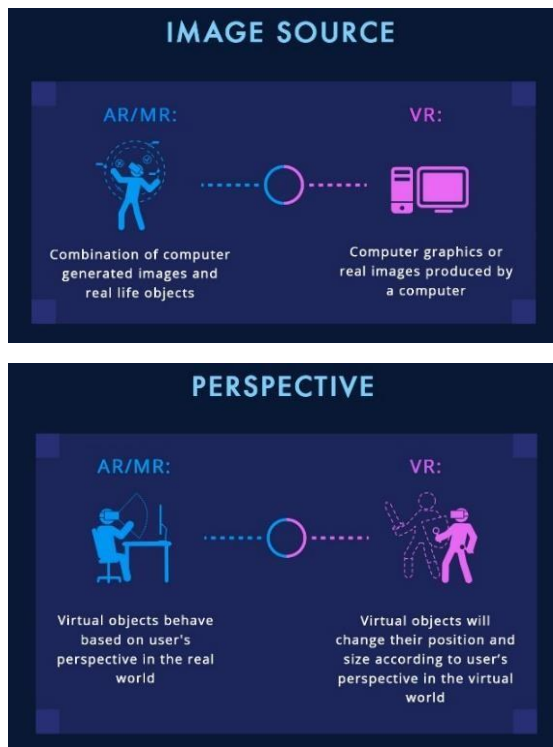 IMAGE SOURCE
AR/MR:
Combination of computer
generated images and
real life objects
VR:
Computer graphics or
real images produced by
a computer
PERSPECTIVE
AR/MR:
Virtual objects behave
based on user's
perspective in the real
world
VR:
Virtual objects will
change their position and
size according to user's
perspective in the virtual
world